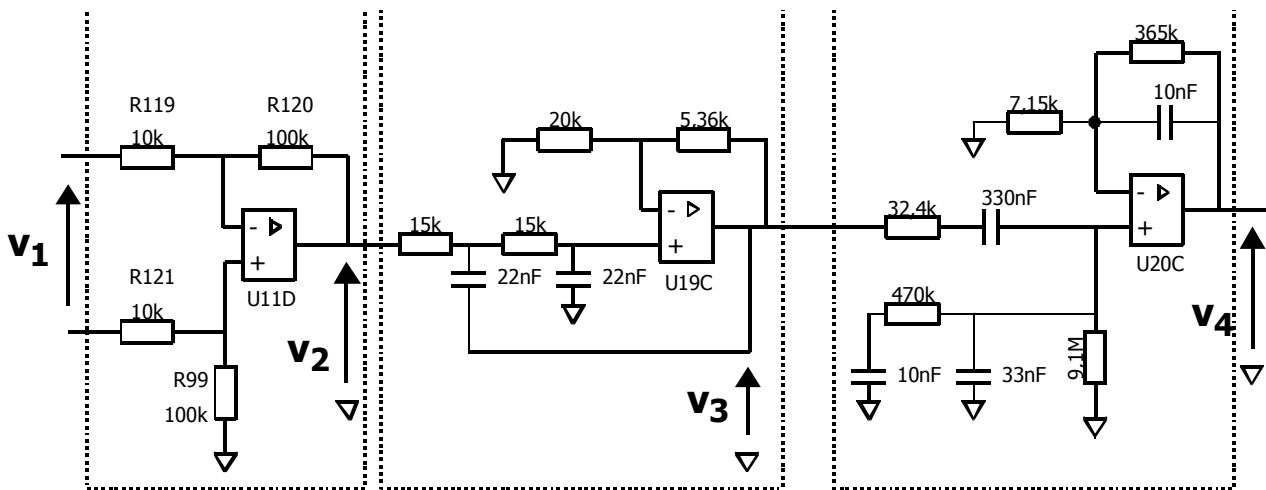 R119
10k
R120
100k
-
+
U11D
v1
R121
10k
R99
100k
v2
20k
5,36k
15k
15k
-
+
U19C
22nF
22nF
v3
365k
7,15k
10nF
32,4k
330nF
-
+
U20C
470k
10nF
33nF
9,1M
v4